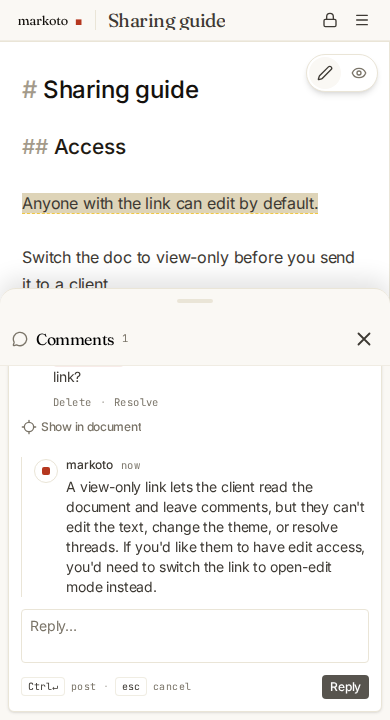 markoto
Sharing guide
# Sharing guide
## Access
Anyone with the link can edit by default.
Switch the doc to view-only before you send
it to a client
Comments 1
link?
Delete · Resolve
Show in document
markoto now
A view-only link lets the client read the
document and leave comments, but they can't
edit the text, change the theme, or resolve
threads. If you'd like them to have edit access,
you'd need to switch the link to open-edit
mode instead.
Reply...
Ctrl↵ post · esc cancel
Reply